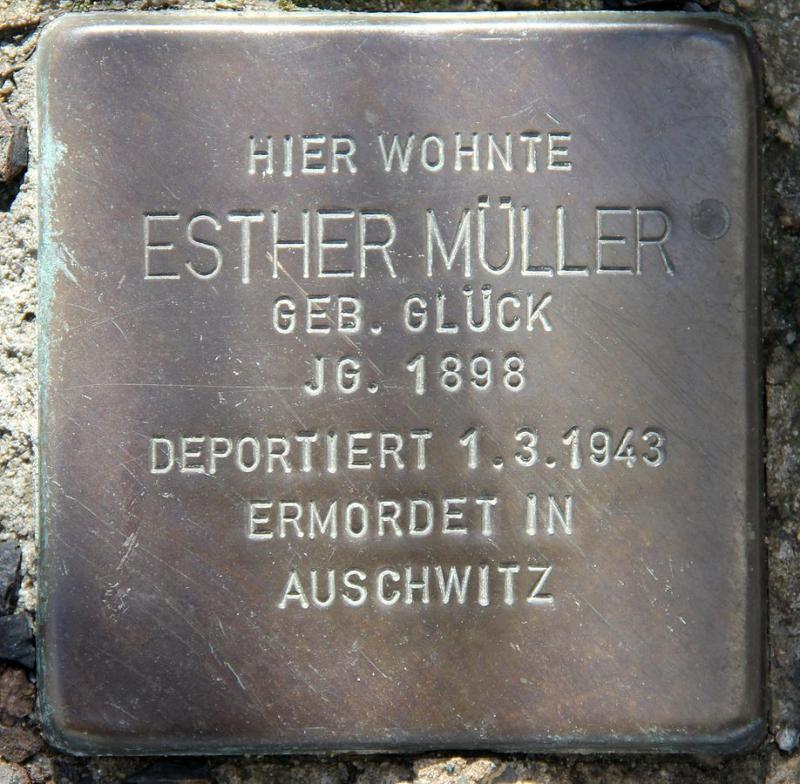 HIER WOHNTE
ESTHER MÜLLER
GEB. GLÜCK
JG. 1898
DEPORTIERT 1.3.1943
ERMORDET IN
AUSCHWITZ